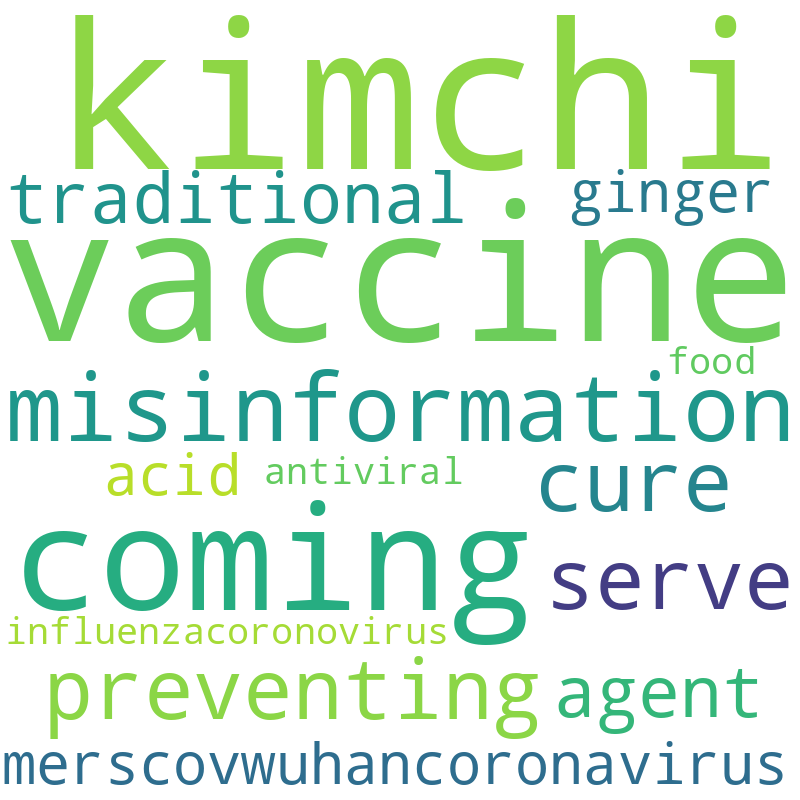 kimchi
traditional ginger
vaccine
food
misinformation
acid antiviral cure
coming serve
influenzacoronovirus
preventing agent
merscovwuhancoronavirus